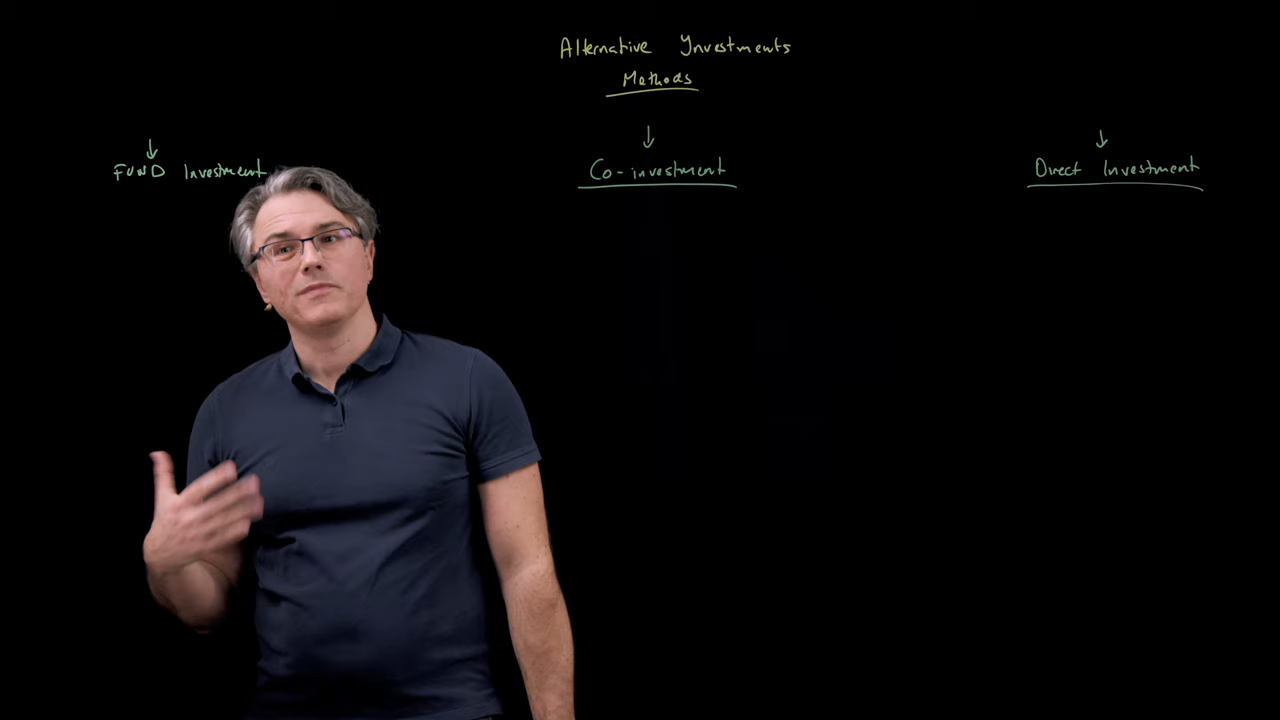 Alternative Investments
Methods
FUND Investment
Co-investment
Direct Investment